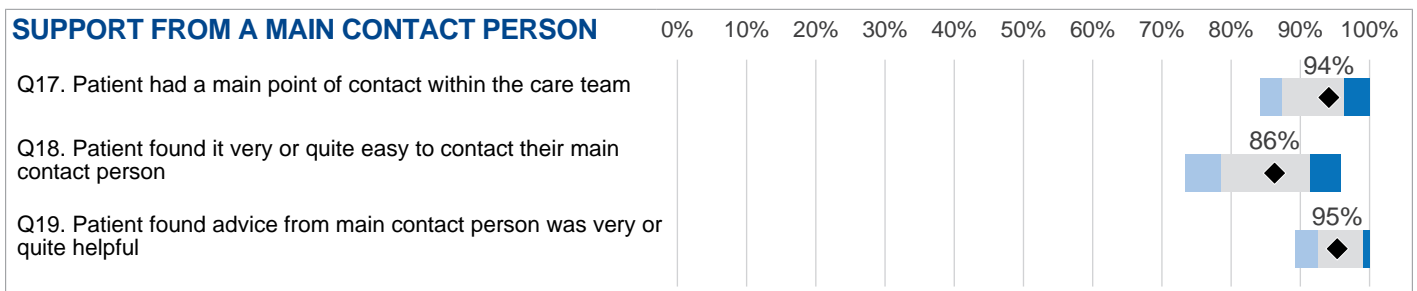 SUPPORT FROM A MAIN CONTACT PERSON 0% 10% 20% 30% 40% 50% 60% 70% 80% 90% 100%
Q17. Patient had a main point of contact within the care team
94%
Q18. Patient found it very or quite easy to contact their main
contact person
86%
Q19. Patient found advice from main contact person was very or
quite helpful
95%